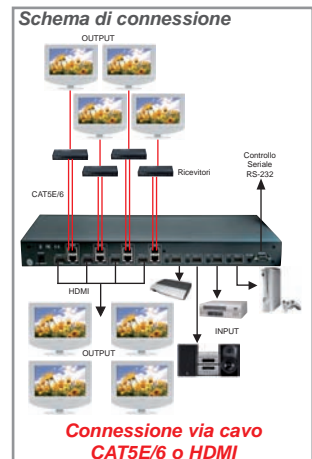 Schema di connessione
OUTPUT
Controllo
Seriale
RS-232
Ricevitori
CAT5E/6
HDMI
INPUT
OUTPUT
Connessione via cavo
CAT5E/6 o HDMI